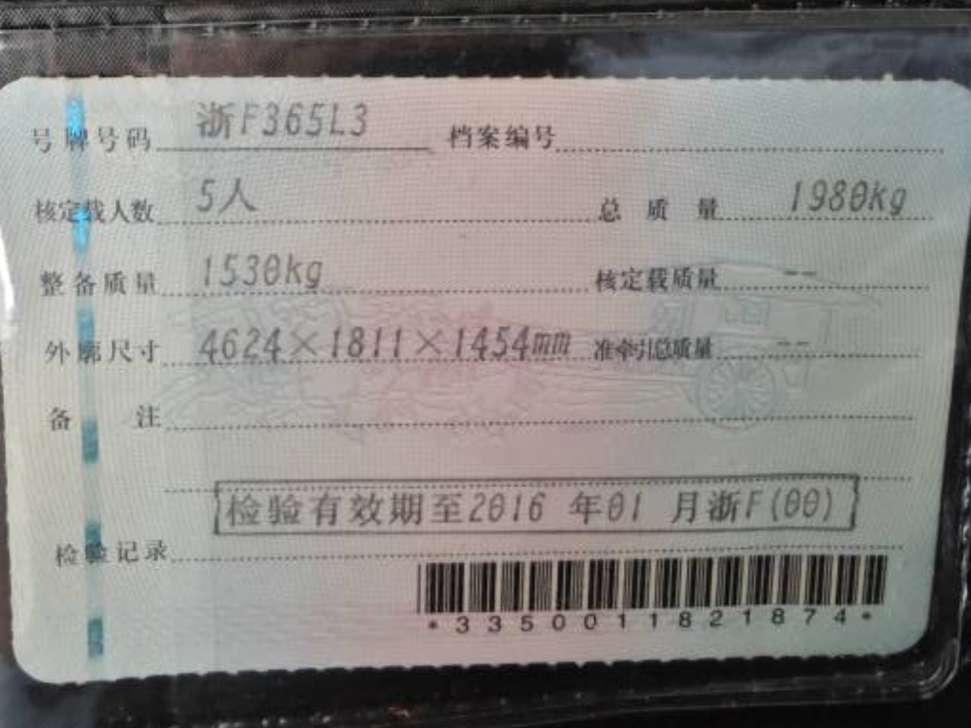 号牌号码 浙F365L3 档案编号
核定载人数 5人 总质量 1980kg
整备质量 1530kg 核定载质量 --
外廓尺寸 4624×1811×1454mm 准牵引总质量 --
备注
检验有效期至2016 年01 月浙F(00)
检验记录
*3350011821874*